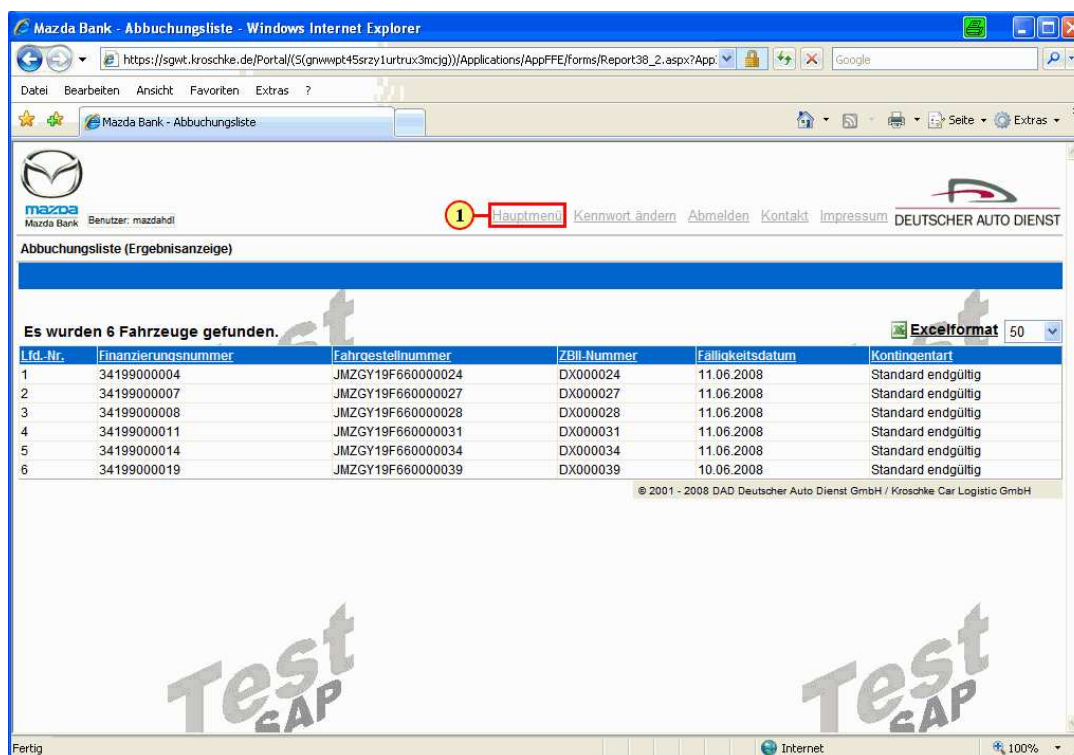 Mazda Bank - Abbuchungsliste - Windows Internet Explorer
https://sgwt.kroschke.de/Portal/(S(gnwwpt45srzy1urtrux3mcjg))/Applications/AppFFE/forms/Report38_2.aspx?App: Google
Datei Bearbeiten Ansicht Favoriten Extras ?
Mazda Bank - Abbuchungsliste Seite Extras
mazda
Mazda Bank Benutzer: mazdahdl
1 Hauptmenü Kennwort ändern Abmelden Kontakt Impressum DEUTSCHER AUTO DIENST
Abbuchungsliste (Ergebnisanzeige)
Es wurden 6 Fahrzeuge gefunden. Excelformat 50
Lfd.-Nr. Finanzierungsnummer Fahrgestellnummer ZBII-Nummer Fälligkeitsdatum Kontingentart
1 34199000004 JMZGY19F660000024 DX000024 11.06.2008 Standard endgültig
2 34199000007 JMZGY19F660000027 DX000027 11.06.2008 Standard endgültig
3 34199000008 JMZGY19F660000028 DX000028 11.06.2008 Standard endgültig
4 34199000011 JMZGY19F660000031 DX000031 11.06.2008 Standard endgültig
5 34199000014 JMZGY19F660000034 DX000034 11.06.2008 Standard endgültig
6 34199000019 JMZGY19F660000039 DX000039 10.06.2008 Standard endgültig
© 2001 - 2008 DAD Deutscher Auto Dienst GmbH / Kroschke Car Logistic GmbH
Test Test
SAP SAP
Fertig Internet 100%